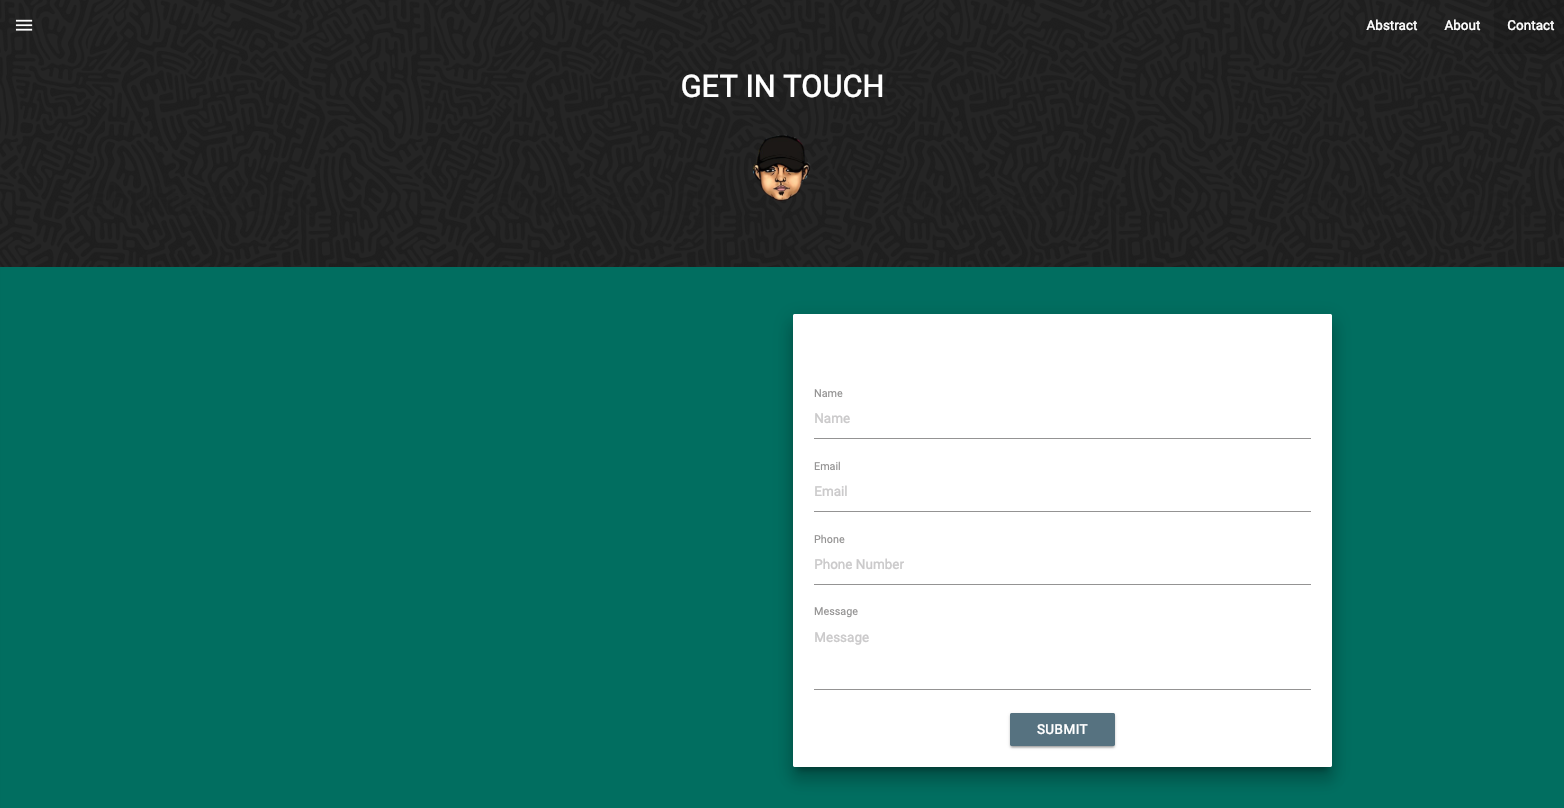 Abstract About Contact
GET IN TOUCH
Name
Name
Email
Email
Phone
Phone Number
Message
Message
SUBMIT